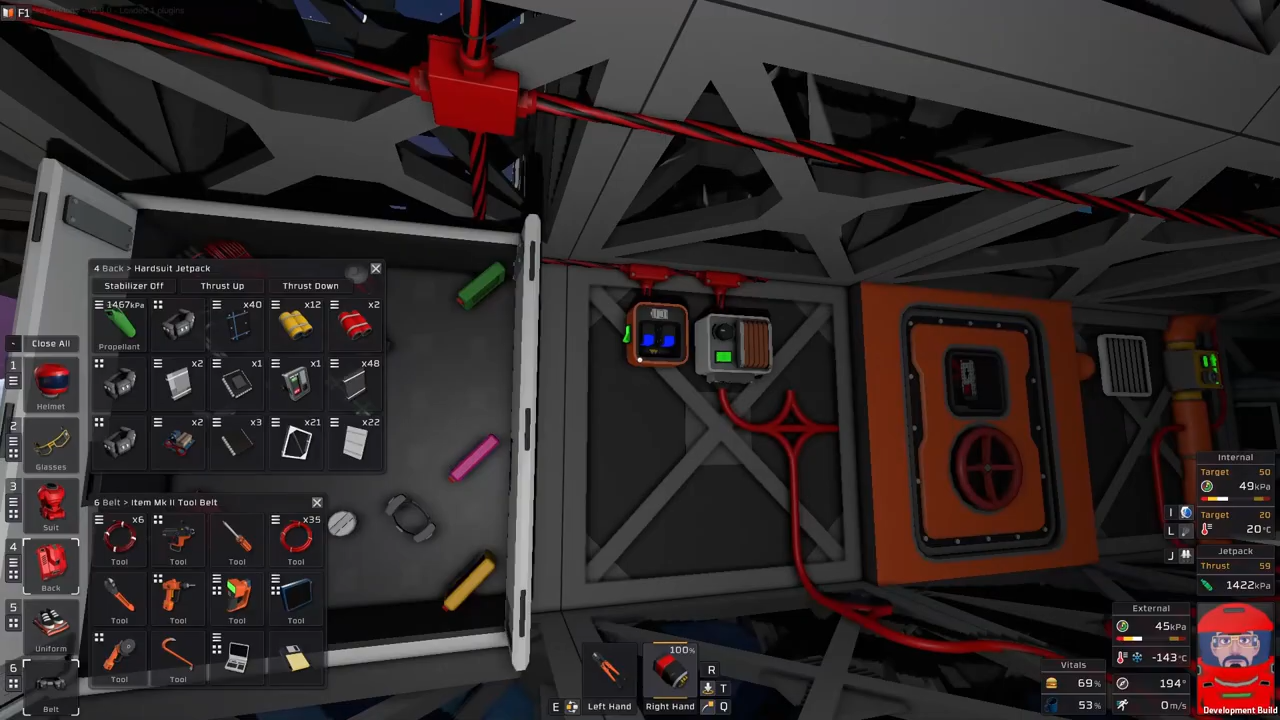 F1
Loaded 1 plugins
4 Back > Hardsuit Jetpack
Stabilizer Off
Thrust Up
Thrust Down
1467kPa
x40
x12
x2
Propellant
x2
x1
x1
x48
x2
x3
x21
x22
Close All
1
Helmet
2
Glasses
3
Suit
4
Back
5
Uniform
6
Belt
6 Belt > Item Mk II Tool Belt
x6
x35
Tool
Tool
Tool
Tool
Tool
Tool
Tool
Tool
Tool
Tool
E
Left Hand
100%
Right Hand
R
T
Q
Internal
Target 50
49kPa
Target 20
20°C
I
L
J
Jetpack
Thrust 59
1422kPa
External
45kPa
-143°C
194°
0m/s
Vitals
69%
53%
Development Build